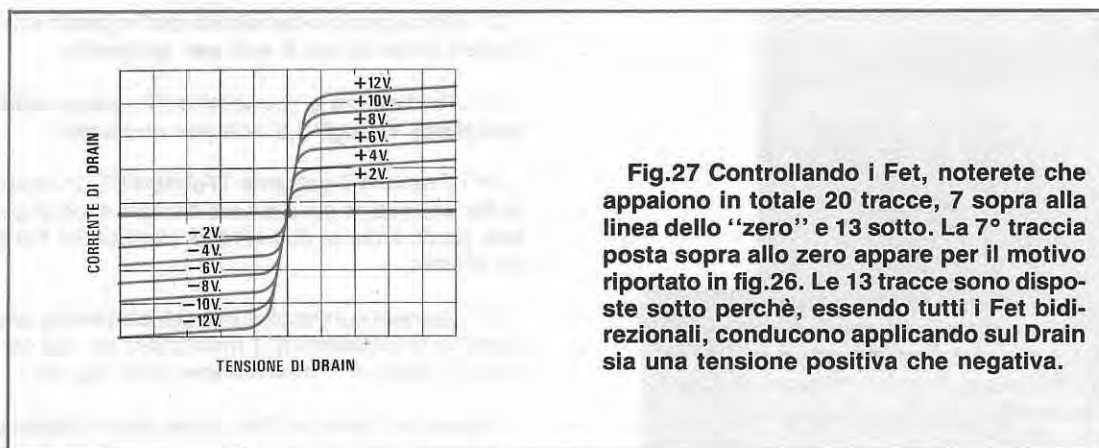 +12V.
+10V.
+8V.
+6V.
+4V.
+2V.
−2V.
−4V.
−6V.
−8V.
−10V.
−12V.
CORRENTE DI DRAIN
TENSIONE DI DRAIN
Fig.27 Controllando i Fet, noterete che
appaiono in totale 20 tracce, 7 sopra alla
linea dello ‘‘zero’’ e 13 sotto. La 7° traccia
posta sopra allo zero appare per il motivo
riportato in fig.26. Le 13 tracce sono dispo-
ste sotto perchè, essendo tutti i Fet bidi-
rezionali, conducono applicando sul Drain
sia una tensione positiva che negativa.